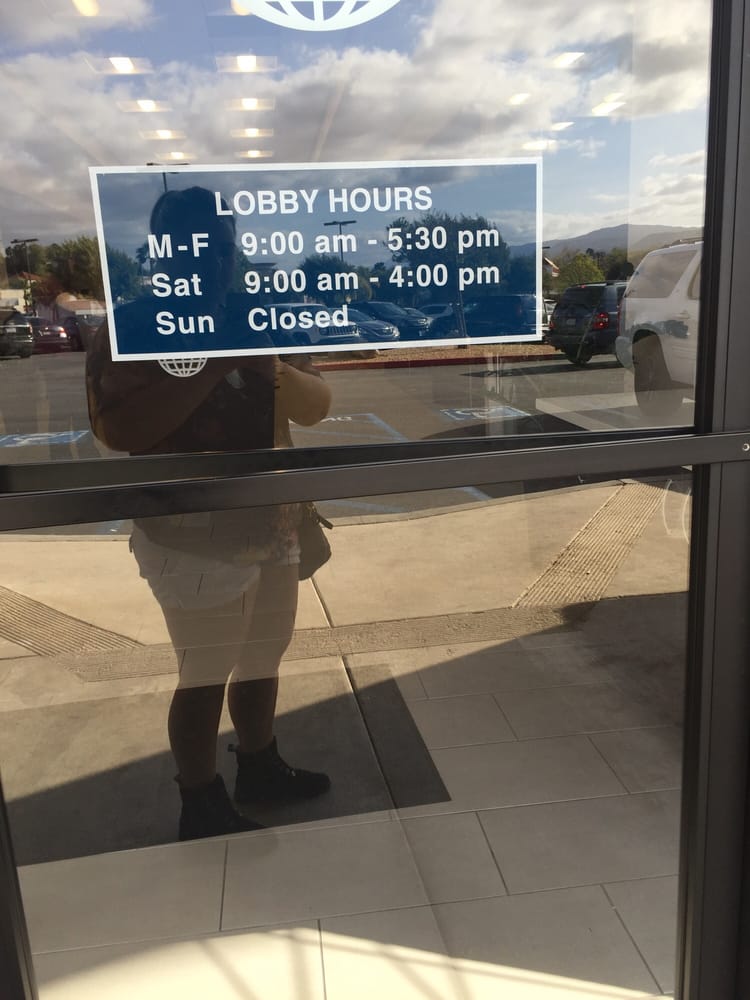 LOBBY HOURS
M-F 9:00 am - 5:30 pm
Sat 9:00 am - 4:00 pm
Sun Closed